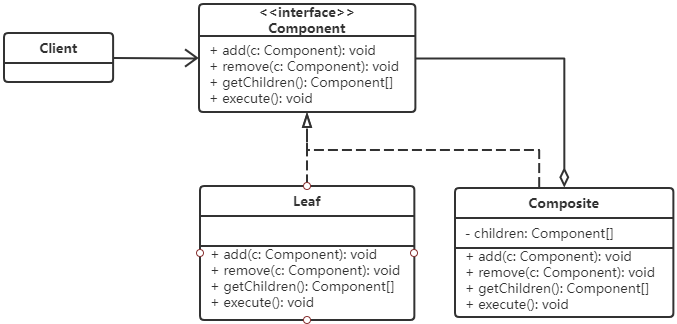 <<interface>>
Component
+ add(c: Component): void
+ remove(c: Component): void
+ getChildren(): Component[]
+ execute(): void
Client
Leaf
+ add(c: Component): void
+ remove(c: Component): void
+ getChildren(): Component[]
+ execute(): void
Composite
- children: Component[]
+ add(c: Component): void
+ remove(c: Component): void
+ getChildren(): Component[]
+ execute(): void